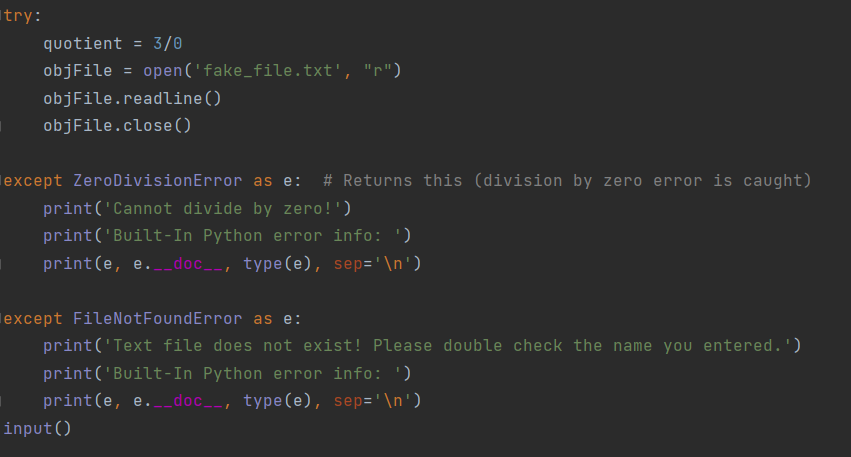 try:
    quotient = 3/0
    objFile = open('fake_file.txt', "r")
    objFile.readline()
    objFile.close()
except ZeroDivisionError as e:  # Returns this (division by zero error is caught)
    print('Cannot divide by zero!')
    print('Built-In Python error info: ')
    print(e, e.__doc__, type(e), sep='\n')
except FileNotFoundError as e:
    print('Text file does not exist! Please double check the name you entered.')
    print('Built-In Python error info: ')
    print(e, e.__doc__, type(e), sep='\n')
input()